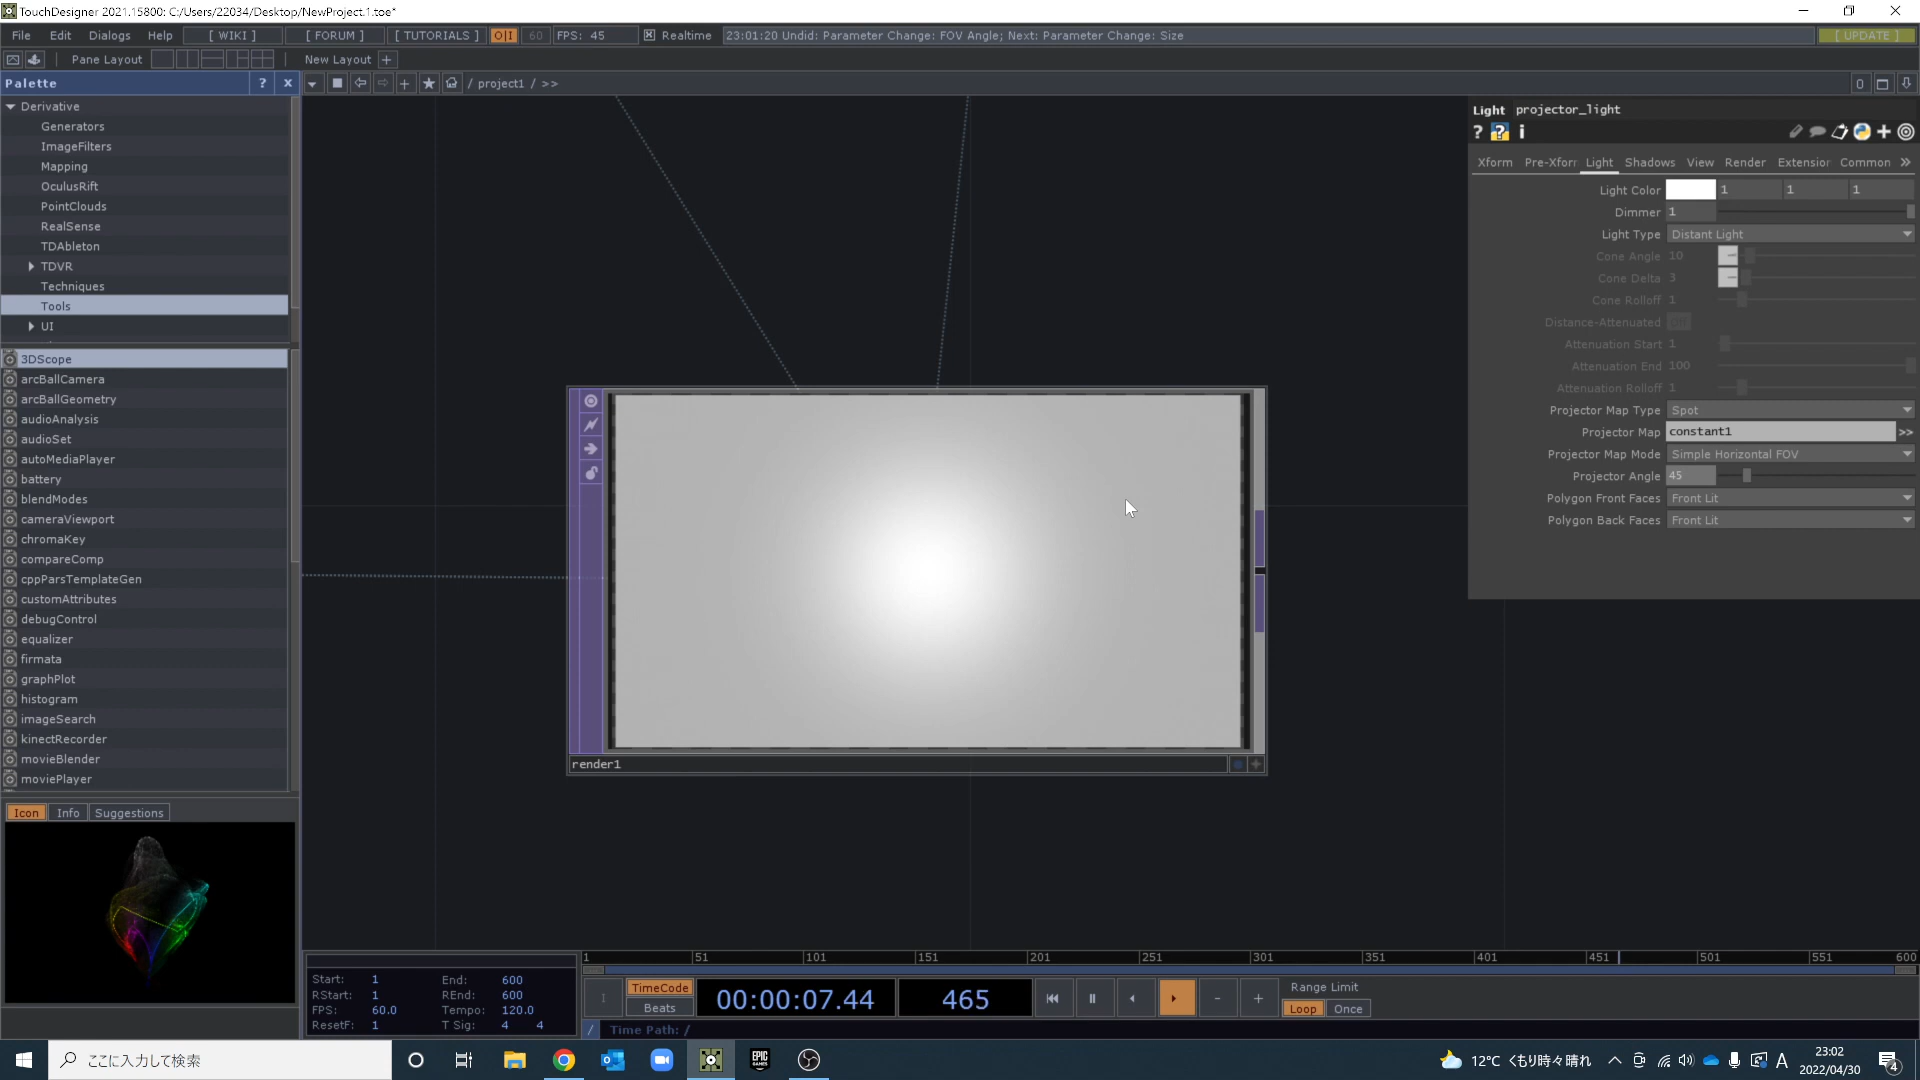 TouchDesigner 2021.15800: C:/Users/22034/Desktop/NewProject.1.toe*
File Edit Dialogs Help [ WIKI ] [ FORUM ] [ TUTORIALS ] O|I 60 FPS: 45 Realtime 23:01:20 Undid: Parameter Change: FOV Angle; Next: Parameter Change: Size [ UPDATE ]
Pane Layout New Layout +
Palette ? x / project1 / >> 0
Derivative
Generators
ImageFilters
Mapping
OculusRift
PointClouds
RealSense
TDAbleton
TDVR
Techniques
Tools
UI
3DScope
arcBallCamera
arcBallGeometry
audioAnalysis
audioSet
autoMediaPlayer
battery
blendModes
cameraViewport
chromaKey
compareComp
cppParsTemplateGen
customAttributes
debugControl
equalizer
firmata
graphPlot
histogram
imageSearch
kinectRecorder
movieBlender
moviePlayer
Icon Info Suggestions
render1
Light projector_light
? ? i
Xform Pre-Xforr Light Shadows View Render Extensior Common »
Light Color 1 1 1
Dimmer 1
Light Type Distant Light
Cone Angle 10
Cone Delta 3
Cone Rolloff 1
Distance-Attenuated Off
Attenuation Start 1
Attenuation End 100
Attenuation Rolloff 1
Projector Map Type Spot
Projector Map constant1 >>
Projector Map Mode Simple Horizontal FOV
Projector Angle 45
Polygon Front Faces Front Lit
Polygon Back Faces Front Lit
1 51 101 151 201 251 301 351 401 451 501 551 600
Start: 1 End: 600
RStart: 1 REnd: 600
FPS: 60.0 Tempo: 120.0
ResetF: 1 T Sig: 4 4
TimeCode
Beats
00:00:07.44 465
- +
Range Limit
Loop Once
/ Time Path: /
ここに入力して検索
EPIC GAMES
12°C くもり時々晴れ A
23:02
2022/04/30
4